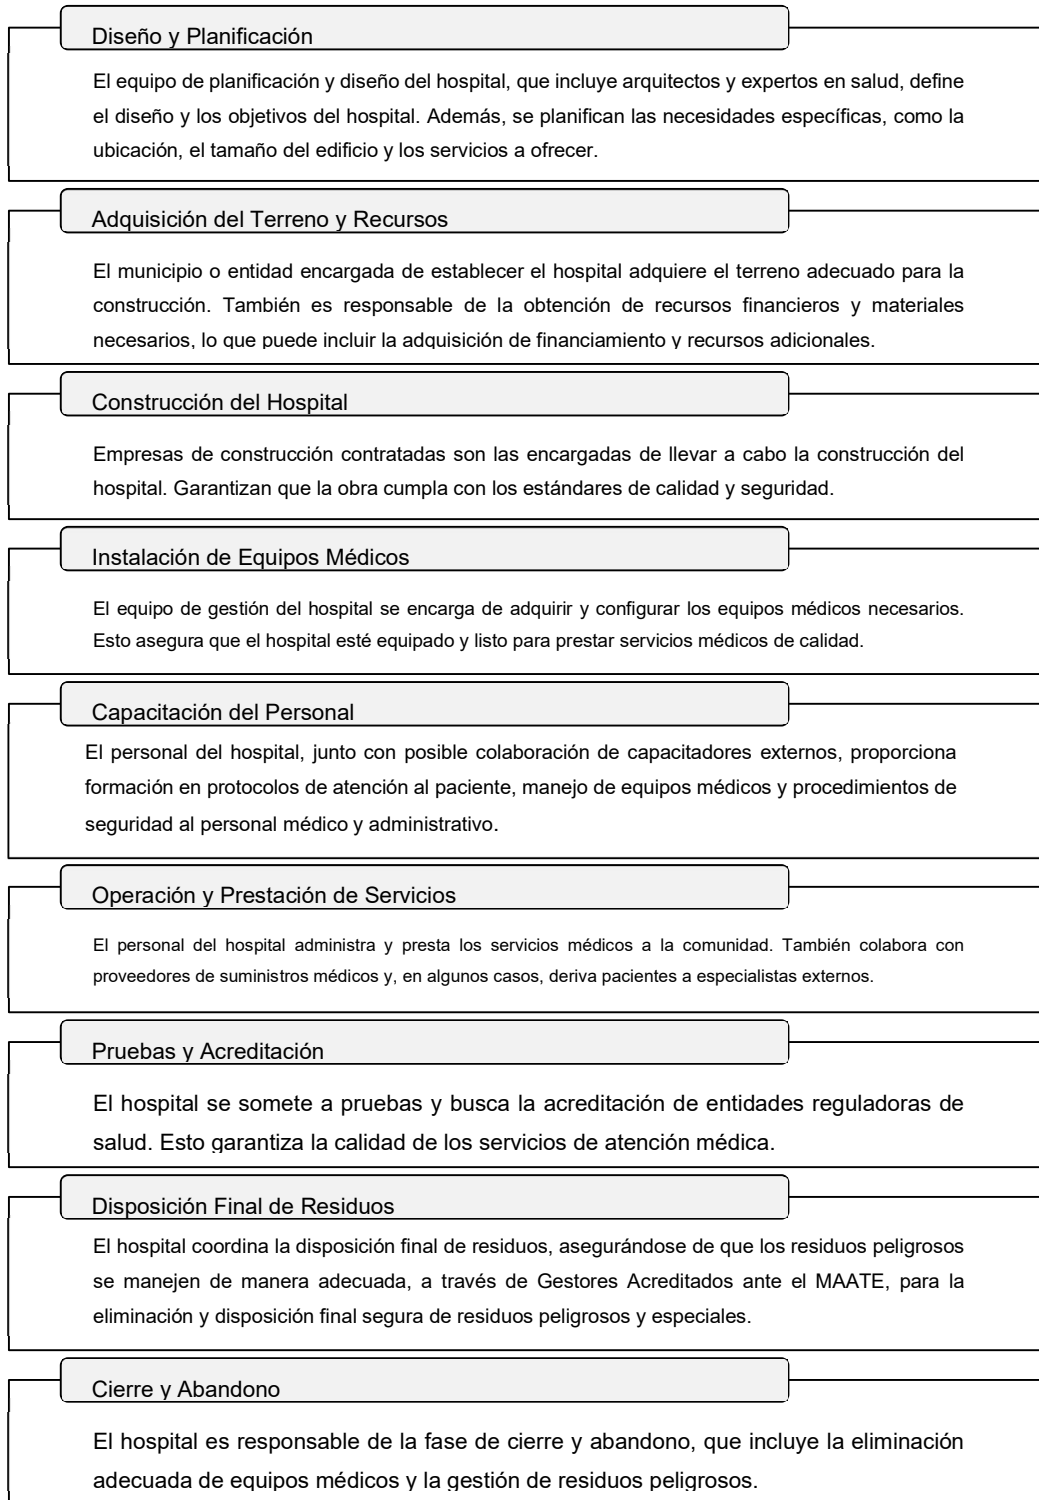 Diseño y Planificación
El equipo de planificación y diseño del hospital, que incluye arquitectos y expertos en salud, define
el diseño y los objetivos del hospital. Además, se planifican las necesidades específicas, como la
ubicación, el tamaño del edificio y los servicios a ofrecer.
Adquisición del Terreno y Recursos
El municipio o entidad encargada de establecer el hospital adquiere el terreno adecuado para la
construcción. También es responsable de la obtención de recursos financieros y materiales
necesarios, lo que puede incluir la adquisición de financiamiento y recursos adicionales.
Construcción del Hospital
Empresas de construcción contratadas son las encargadas de llevar a cabo la construcción del
hospital. Garantizan que la obra cumpla con los estándares de calidad y seguridad.
Instalación de Equipos Médicos
El equipo de gestión del hospital se encarga de adquirir y configurar los equipos médicos necesarios.
Esto asegura que el hospital esté equipado y listo para prestar servicios médicos de calidad.
Capacitación del Personal
El personal del hospital, junto con posible colaboración de capacitadores externos, proporciona
formación en protocolos de atención al paciente, manejo de equipos médicos y procedimientos de
seguridad al personal médico y administrativo.
Operación y Prestación de Servicios
El personal del hospital administra y presta los servicios médicos a la comunidad. También colabora con
proveedores de suministros médicos y, en algunos casos, deriva pacientes a especialistas externos.
Pruebas y Acreditación
El hospital se somete a pruebas y busca la acreditación de entidades reguladoras de
salud. Esto garantiza la calidad de los servicios de atención médica.
Disposición Final de Residuos
El hospital coordina la disposición final de residuos, asegurándose de que los residuos peligrosos
se manejen de manera adecuada, a través de Gestores Acreditados ante el MAATE, para la
eliminación y disposición final segura de residuos peligrosos y especiales.
Cierre y Abandono
El hospital es responsable de la fase de cierre y abandono, que incluye la eliminación
adecuada de equipos médicos y la gestión de residuos peligrosos.